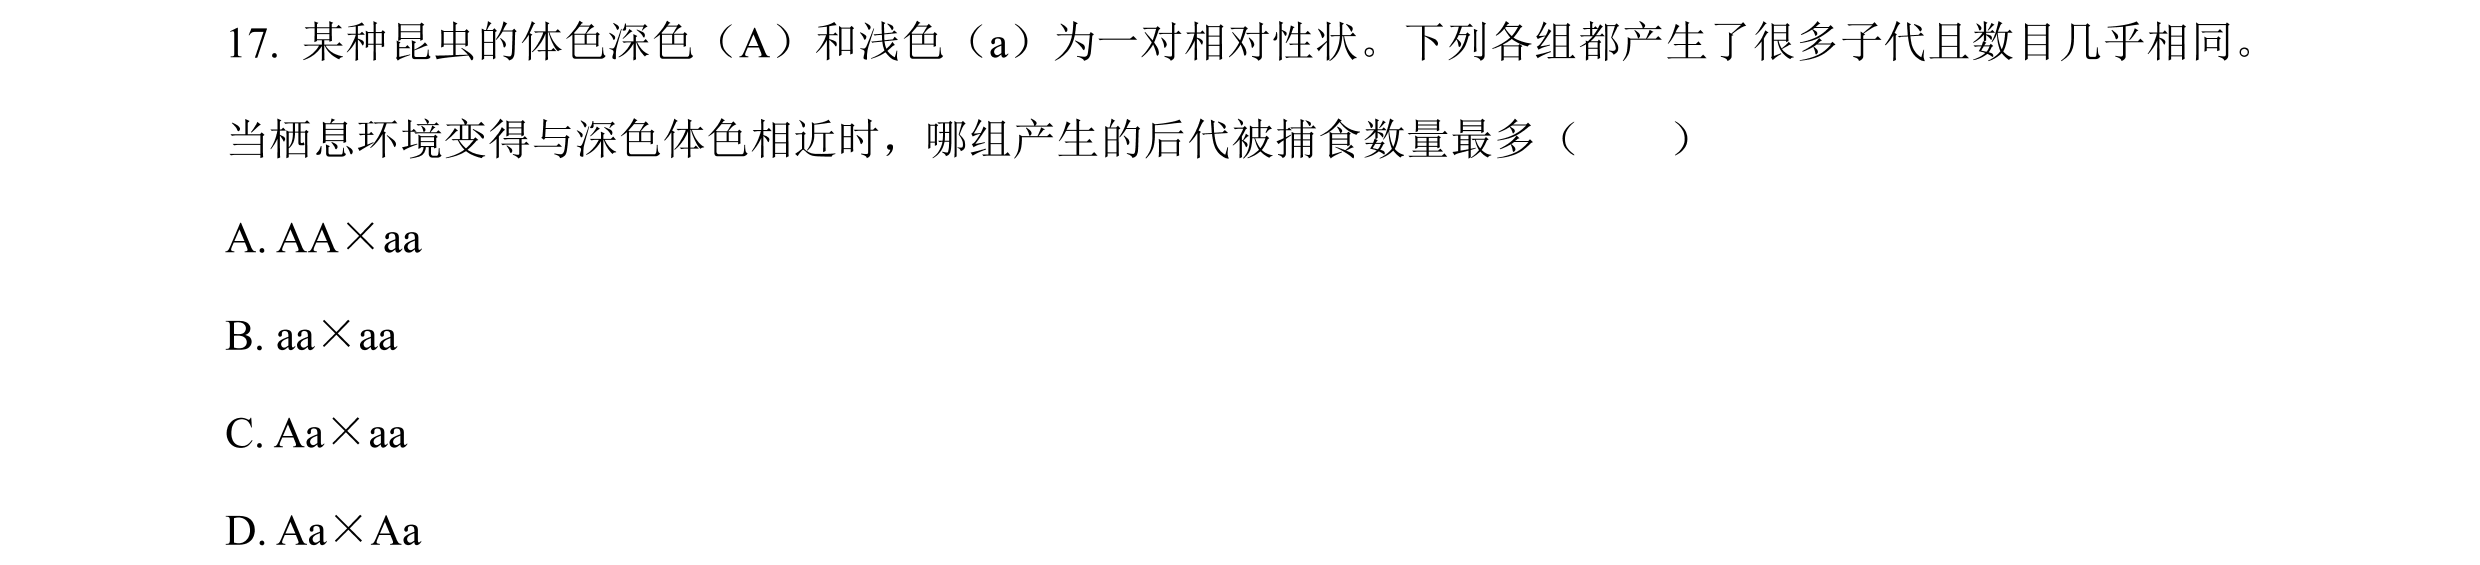 17. 某种昆虫的体色深色（A）和浅色（a）为一对相对性状。下列各组都产生了很多子代且数目几乎相同。
当栖息环境变得与深色体色相近时，哪组产生的后代被捕食数量最多（　　）
A. AA×aa
B. aa×aa
C. Aa×aa
D. Aa×Aa